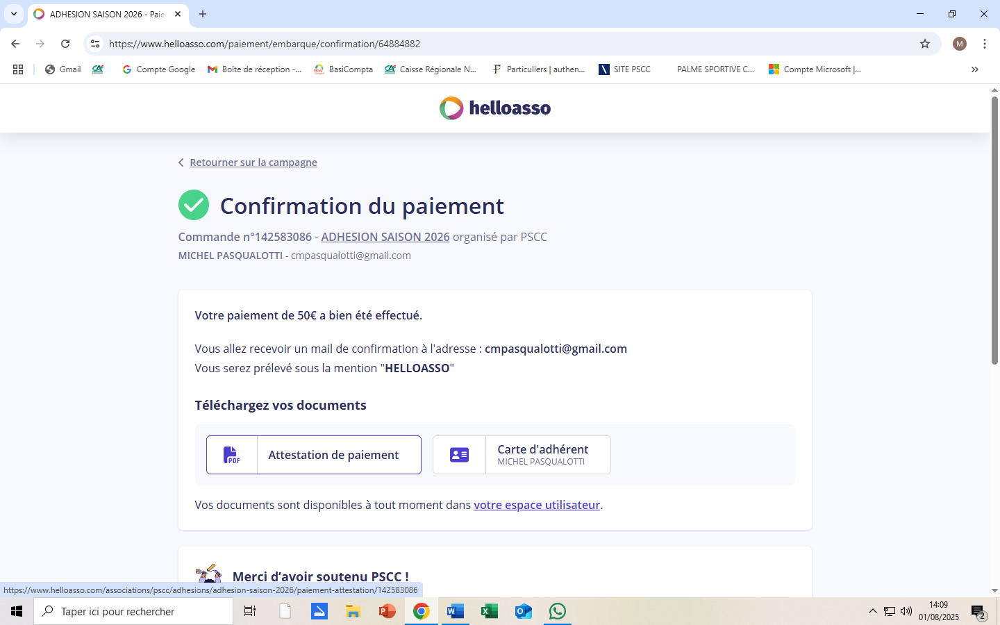 ADHESION SAISON 2026 - Paie
https://www.helloasso.com/paiement/embarque/confirmation/64884882
M
Gmail
Compte Google
Boîte de réception -...
BasiCompta
Caisse Régionale N...
Particuliers | authen...
SITE PSCC
PALME SPORTIVE C...
Compte Microsoft |...
helloasso
Retourner sur la campagne
Confirmation du paiement
Commande n°142583086 - ADHESION SAISON 2026 organisé par PSCC
MICHEL PASQUALOTTI - cmpasqualotti@gmail.com
Votre paiement de 50€ a bien été effectué.
Vous allez recevoir un mail de confirmation à l'adresse : cmpasqualotti@gmail.com
Vous serez prélevé sous la mention "HELLOASSO"
Téléchargez vos documents
PDF
Attestation de paiement
Carte d'adhérent
MICHEL PASQUALOTTI
Vos documents sont disponibles à tout moment dans votre espace utilisateur.
Merci d’avoir soutenu PSCC !
https://www.helloasso.com/associations/pscc/adhesions/adhesion-saison-2026/paiement-attestation/142583086
Taper ici pour rechercher
14:09
01/08/2025
2